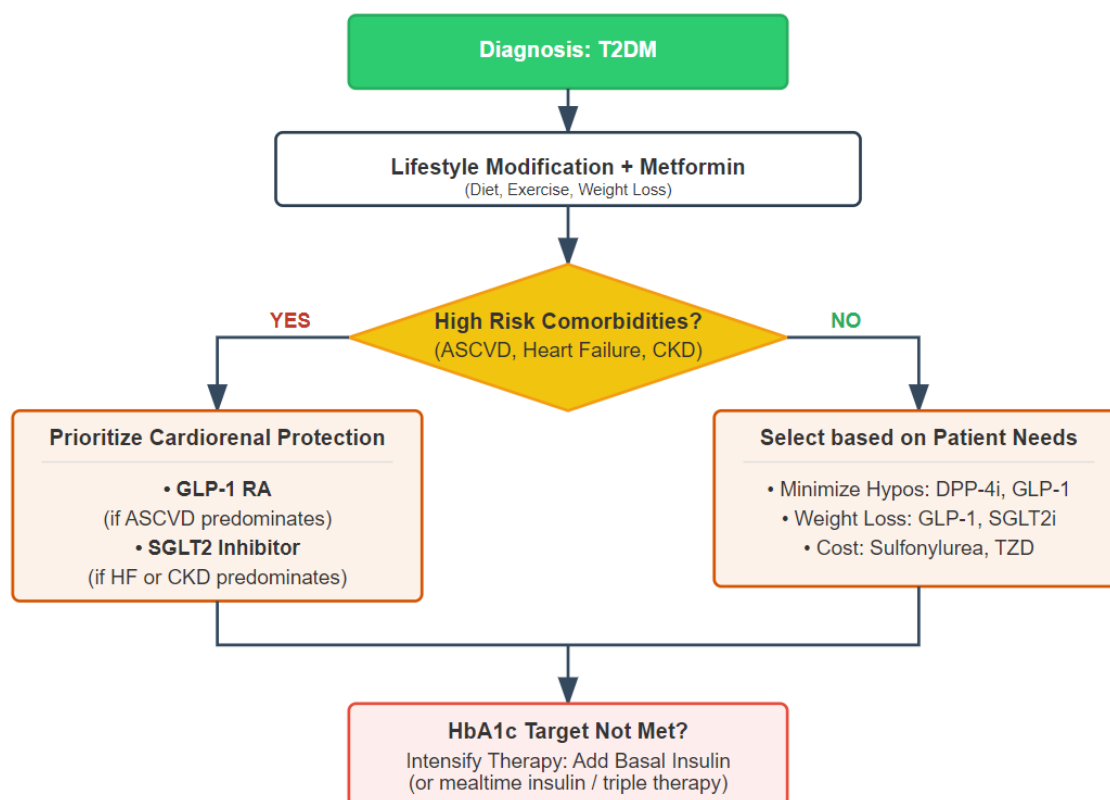 Diagnosis: T2DM
Lifestyle Modification + Metformin
(Diet, Exercise, Weight Loss)
High Risk Comorbidities?
(ASCVD, Heart Failure, CKD)
YES
NO
Prioritize Cardiorenal Protection
• GLP-1 RA
(if ASCVD predominates)
• SGLT2 Inhibitor
(if HF or CKD predominates)
Select based on Patient Needs
• Minimize Hypos: DPP-4i, GLP-1
• Weight Loss: GLP-1, SGLT2i
• Cost: Sulfonylurea, TZD
HbA1c Target Not Met?
Intensify Therapy: Add Basal Insulin
(or mealtime insulin / triple therapy)